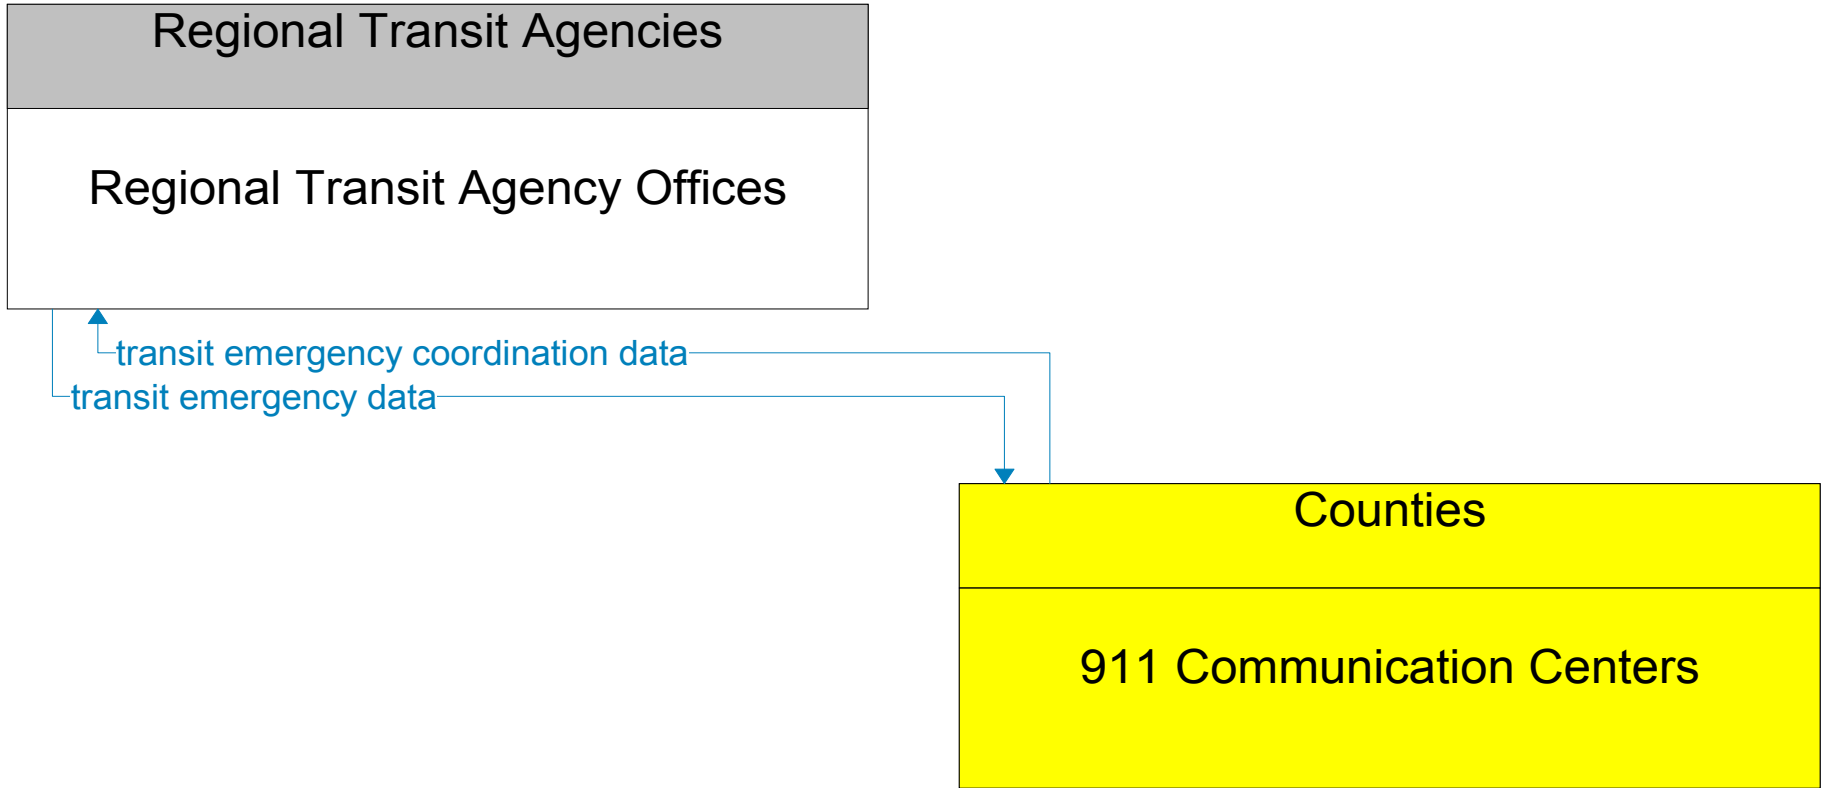 Regional Transit Agencies
Regional Transit Agency Offices
transit emergency coordination data
transit emergency data
Counties
911 Communication Centers